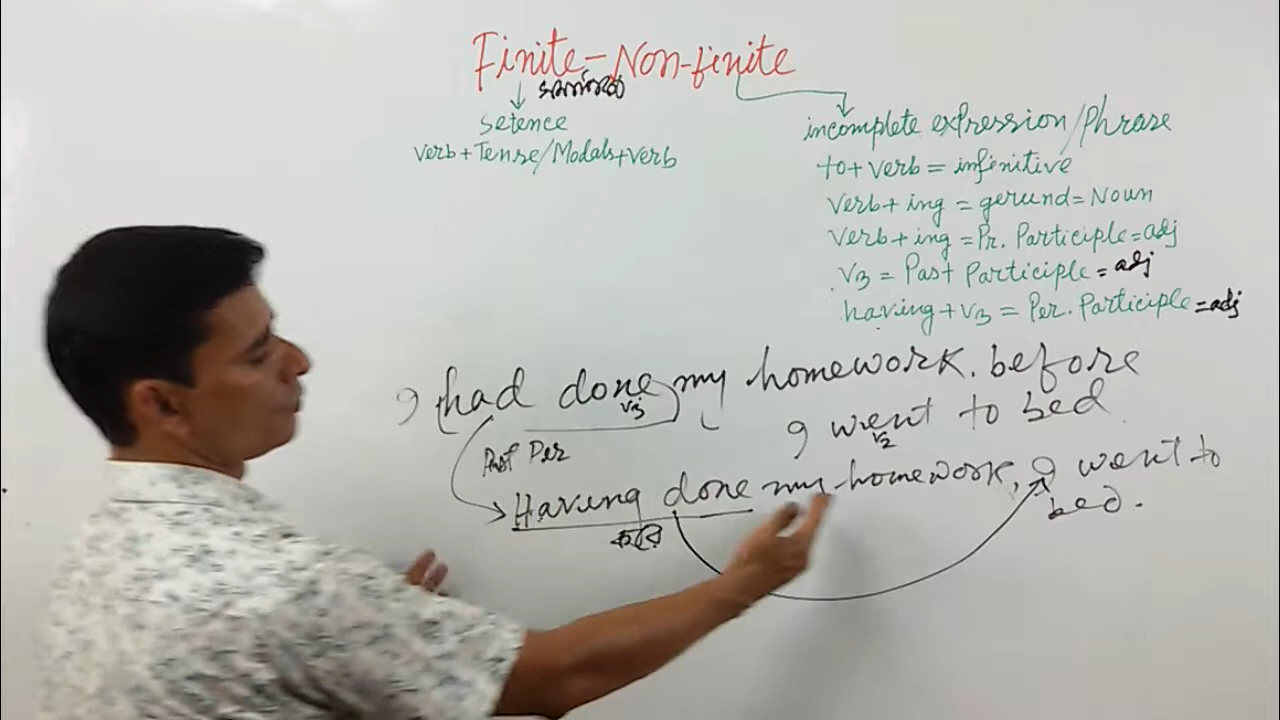 Finite-Non-finite
setence
verb+Tense/Modals+verb
incomplete expression/Phrase
to+verb=infinitive
verb+ing=gerund=Noun
verb+ing=Pr. Participle=adj
V3=Past Participle=adj
having+V3=Per. Participle=adj
I had done my homework. before
V3
I went to bed
V2
Past Per
Having done my homework, I went to
bed.